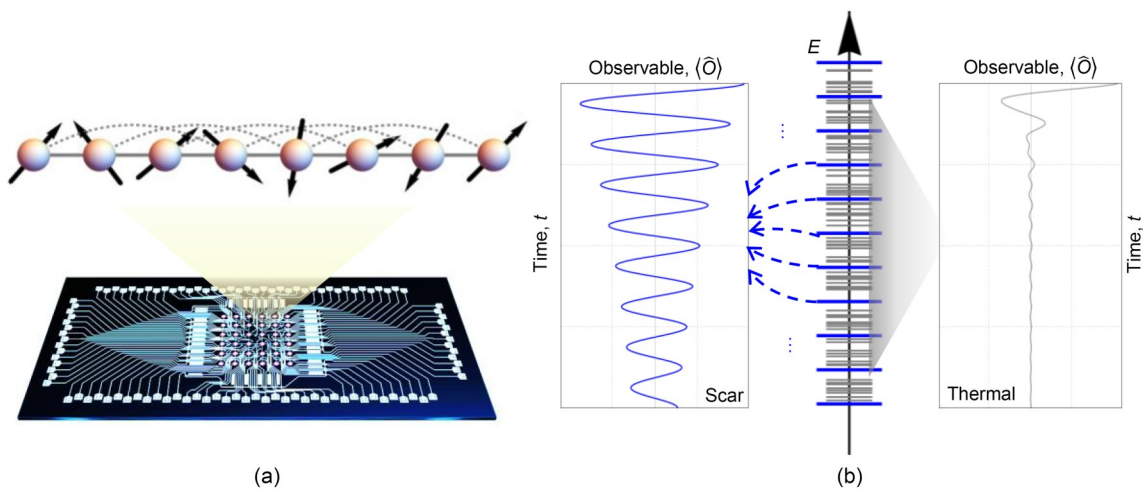 Observable, ⟨Ô⟩
Time, t
Scar
E
⋮
⋮
Observable, ⟨Ô⟩
Time, t
Thermal
(a)
(b)